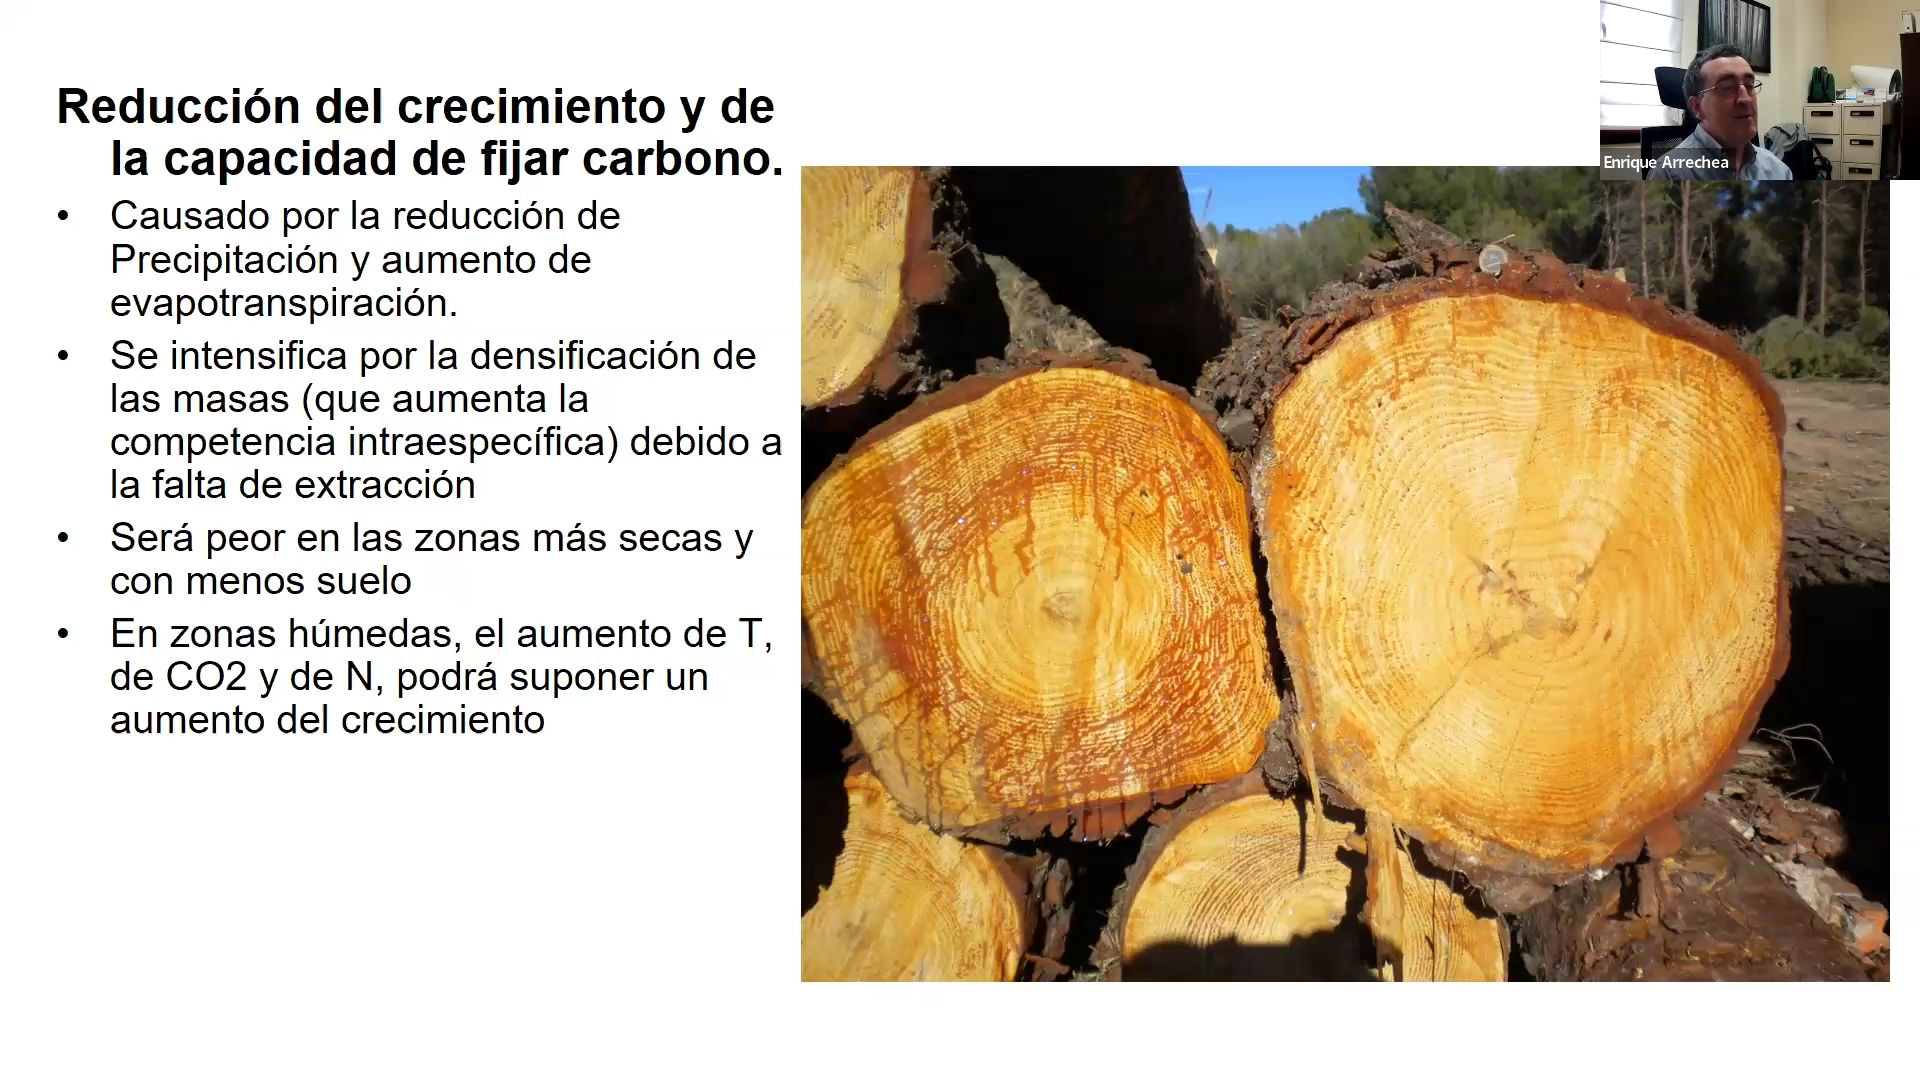 Reducción del crecimiento y de
la capacidad de fijar carbono.
• Causado por la reducción de
Precipitación y aumento de
evapotranspiración.
• Se intensifica por la densificación de
las masas (que aumenta la
competencia intraespecífica) debido a
la falta de extracción
• Será peor en las zonas más secas y
con menos suelo
• En zonas húmedas, el aumento de T,
de CO2 y de N, podrá suponer un
aumento del crecimiento
Enrique Arrechea